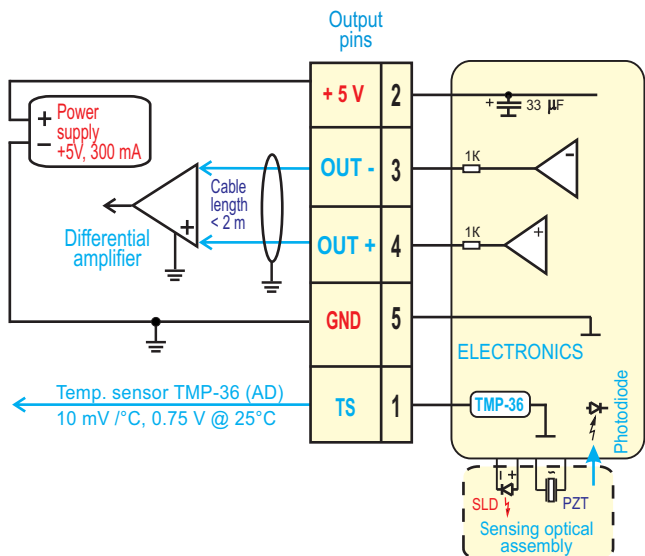 Output
pins
+ 5 V
2
+ Power
supply
− +5V, 300 mA
+
33 µF
OUT -
3
1K
-
Cable
length
< 2 m
+
Differential
amplifier
OUT +
4
1K
+
GND
5
ELECTRONICS
Temp. sensor TMP-36 (AD)
10 mV /°C, 0.75 V @ 25°C
TS
1
TMP-36
Photodiode
− +
~
SLD
PZT
Sensing optical
assembly